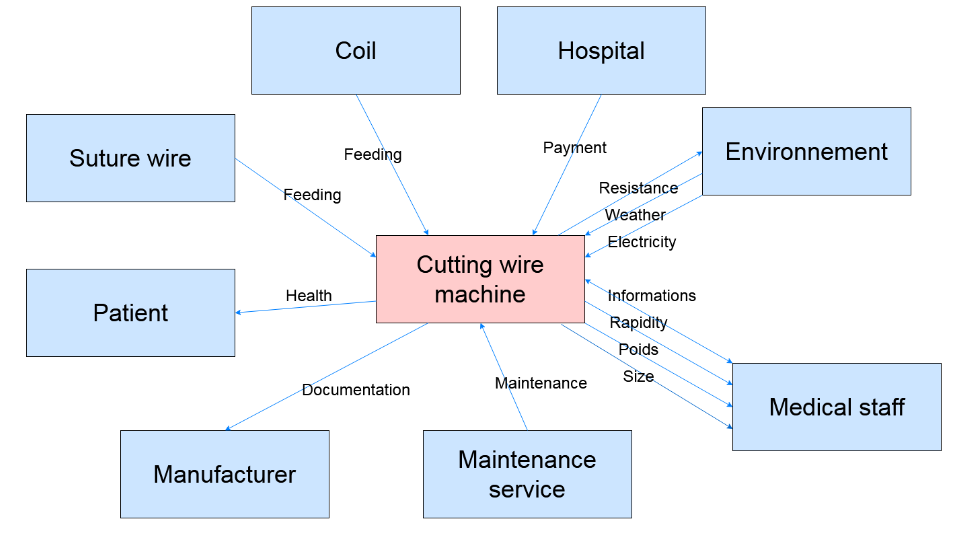 Coil
Hospital
Suture wire
Environnement
Feeding
Payment
Feeding
Resistance
Weather
Electricity
Cutting wire
machine
Patient
Health
Informations
Rapidity
Poids
Size
Documentation
Maintenance
Medical staff
Manufacturer
Maintenance
service